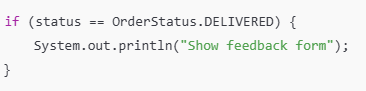 if (status == OrderStatus.DELIVERED) {
    System.out.println("Show feedback form");
}